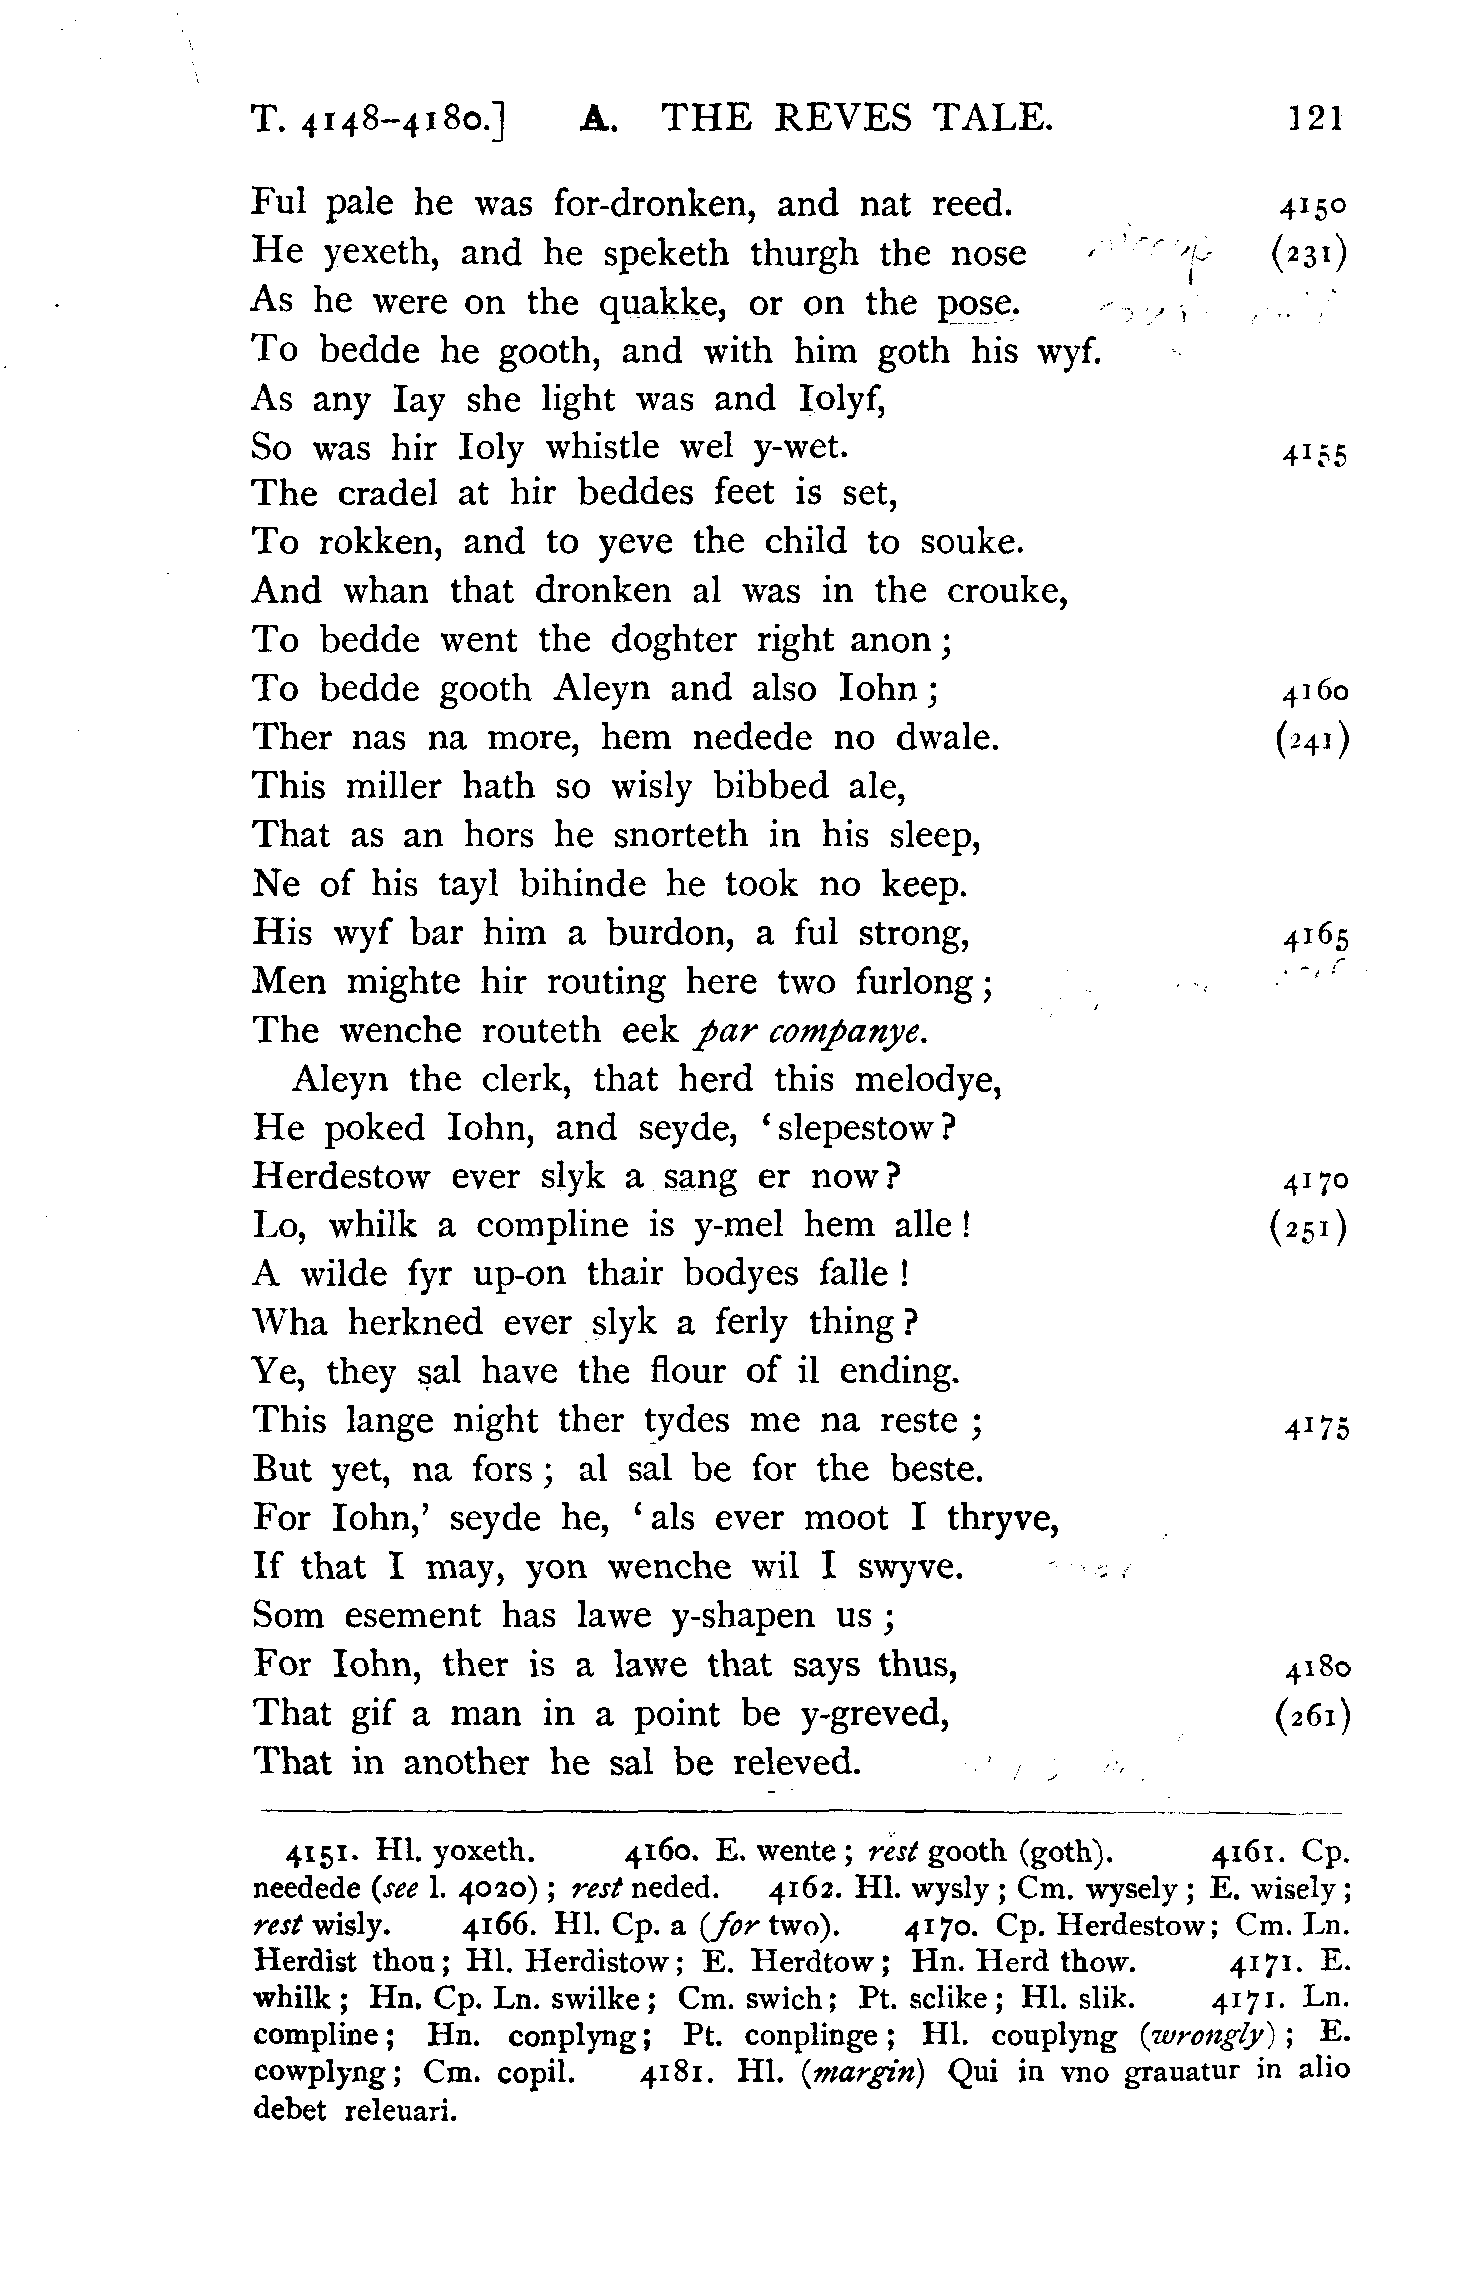 T. 4148–4180.] A. THE REVES TALE. 121
Ful pale he was for-dronken, and nat reed. 4150
He yexeth, and he speketh thurgh the nose (231)
As he were on the quakke, or on the pose.
To bedde he gooth, and with him goth his wyf.
As any Iay she light was and Iolyf,
So was hir Ioly whistle wel y-wet. 4155
The cradel at hir beddes feet is set,
To rokken, and to yeve the child to souke.
And whan that dronken al was in the crouke,
To bedde went the doghter right anon ;
To bedde gooth Aleyn and also Iohn ; 4160
Ther nas na more, hem nedede no dwale. (241)
This miller hath so wisly bibbed ale,
That as an hors he snorteth in his sleep,
Ne of his tayl bihinde he took no keep.
His wyf bar him a burdon, a ful strong, 4165
Men mighte hir routing here two furlong ;
The wenche routeth eek par companye.
Aleyn the clerk, that herd this melodye,
He poked Iohn, and seyde, ‘slepestow?
Herdestow ever slyk a sang er now? 4170
Lo, whilk a compline is y-mel hem alle ! (251)
A wilde fyr up-on thair bodyes falle !
Wha herkned ever slyk a ferly thing ?
Ye, they sal have the flour of il ending.
This lange night ther tydes me na reste ; 4175
But yet, na fors ; al sal be for the beste.
For Iohn,’ seyde he, ‘als ever moot I thryve,
If that I may, yon wenche wil I swyve.
Som esement has lawe y-shapen us ;
For Iohn, ther is a lawe that says thus, 4180
That gif a man in a point be y-greved, (261)
That in another he sal be releved.
4151. Hl. yoxeth. 4160. E. wente ; rest gooth (goth). 4161. Cp.
needede (see l. 4020) ; rest neded. 4162. Hl. wysly ; Cm. wysely ; E. wisely ;
rest wisly. 4166. Hl. Cp. a (for two). 4170. Cp. Herdestow; Cm. Ln.
Herdist thou; Hl. Herdistow; E. Herdtow; Hn. Herd thow. 4171. E.
whilk ; Hn. Cp. Ln. swilke ; Cm. swich ; Pt. sclike ; Hl. slik. 4171. Ln.
compline ; Hn. conplyng ; Pt. conplinge ; Hl. couplyng (wrongly) ; E.
cowplyng ; Cm. copil. 4181. Hl. (margin) Qui in vno grauatur in alio
debet releuari.